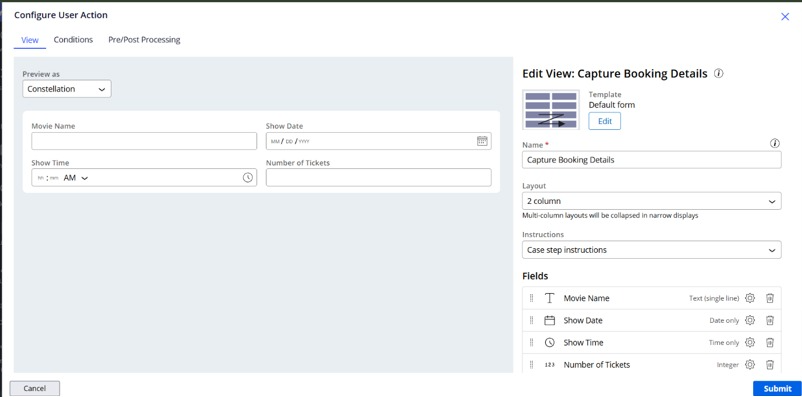 Configure User Action
View Conditions Pre/Post Processing
Preview as
Constellation
Movie Name Show Date
MM / DD / YYYY
Show Time Number of Tickets
hh : mm AM
Edit View: Capture Booking Details
Template
Default form
Edit
Name *
Capture Booking Details
Layout
2 column
Multi-column layouts will be collapsed in narrow displays
Instructions
Case step instructions
Fields
Movie Name Text (single line)
Show Date Date only
Show Time Time only
123 Number of Tickets Integer
Cancel Submit